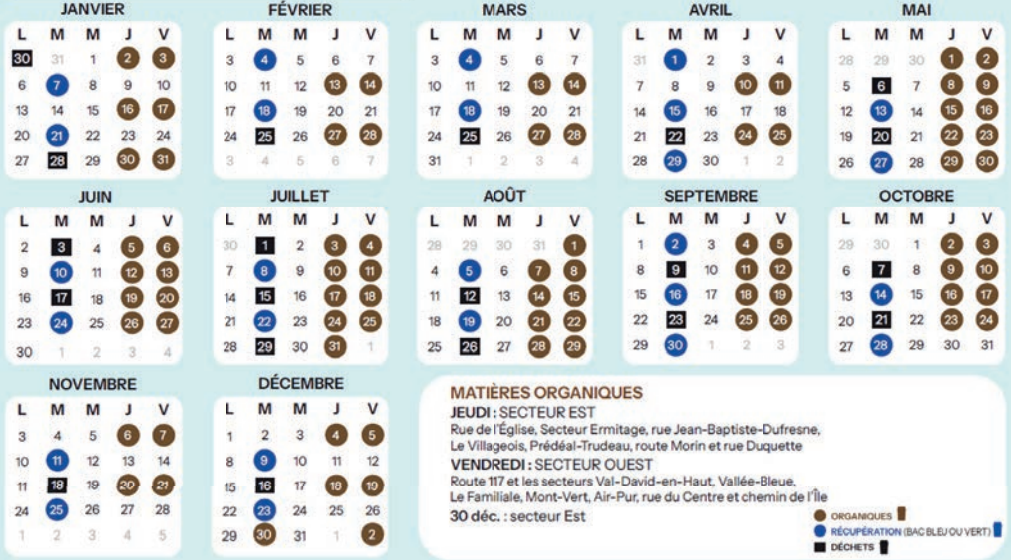 JANVIER FÉVRIER MARS AVRIL MAI
L M M J V L M M J V L M M J V L M M J V L M M J V
30 31 1 2 3 3 4 5 6 7 3 4 5 6 7 31 1 2 3 4 28 29 30 1 2
6 7 8 9 10 10 11 12 13 14 10 11 12 13 14 7 8 9 10 11 5 6 7 8 9
13 14 15 16 17 17 18 19 20 21 17 18 19 20 21 14 15 16 17 18 12 13 14 15 16
20 21 22 23 24 24 25 26 27 28 24 25 26 27 28 21 22 23 24 25 19 20 21 22 23
27 28 29 30 31 3 4 5 6 7 31 1 2 3 4 28 29 30 1 2 26 27 28 29 30
JUIN JUILLET AOÛT SEPTEMBRE OCTOBRE
L M M J V L M M J V L M M J V L M M J V L M M J V
2 3 4 5 6 30 1 2 3 4 28 29 30 31 1 1 2 3 4 5 29 30 1 2 3
9 10 11 12 13 7 8 9 10 11 4 5 6 7 8 8 9 10 11 12 6 7 8 9 10
16 17 18 19 20 14 15 16 17 18 11 12 13 14 15 15 16 17 18 19 13 14 15 16 17
23 24 25 26 27 21 22 23 24 25 18 19 20 21 22 22 23 24 25 26 20 21 22 23 24
30 1 2 3 4 28 29 30 31 1 25 26 27 28 29 29 30 1 2 3 27 28 29 30 31
NOVEMBRE DÉCEMBRE
L M M J V L M M J V
3 4 5 6 7 1 2 3 4 5
10 11 12 13 14 8 9 10 11 12
11 18 19 20 21 15 16 17 18 19
24 25 26 27 28 22 23 24 25 26
1 2 3 4 5 29 30 31 1 2
MATIÈRES ORGANIQUES
JEUDI : SECTEUR EST
Rue de l'Église, Secteur Ermitage, rue Jean-Baptiste-Dufresne,
Le Villageois, Prédéal-Trudeau, route Morin et rue Duquette
VENDREDI : SECTEUR OUEST
Route 117 et les secteurs Val-David-en-Haut, Vallée-Bleue,
Le Familiale, Mont-Vert, Air-Pur, rue du Centre et chemin de l'Île
30 déc. : secteur Est
ORGANIQUES
RÉCUPÉRATION (BAC BLEU OU VERT)
DÉCHETS